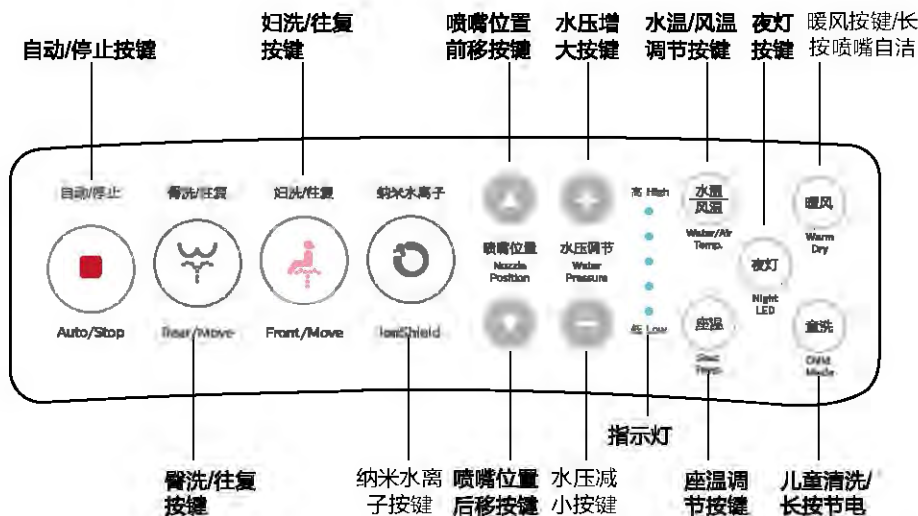 自动/停止按键
妇洗/往复
按键
喷嘴位置
前移按键
水压增
大按键
水温/风温
调节按键
夜灯
按键
暖风按键/长
按喷嘴自洁
自动/停止
臀洗/往复
妇洗/往复
纳米水离子
高 High
水温
风温
暖风
喷嘴位置
Nozzle
Position
水压调节
Water
Pressure
Water/Air
Temp.
Warm
Dry
夜灯
Night
LED
Auto/Stop
Rear/Move
Front/Move
IonShield
低 Low
座温
Seat
Temp.
童洗
Child
Mode
指示灯
臀洗/往复
按键
纳米水离
子按键
喷嘴位置
后移按键
水压减
小按键
座温调
节按键
儿童清洗/
长按节电